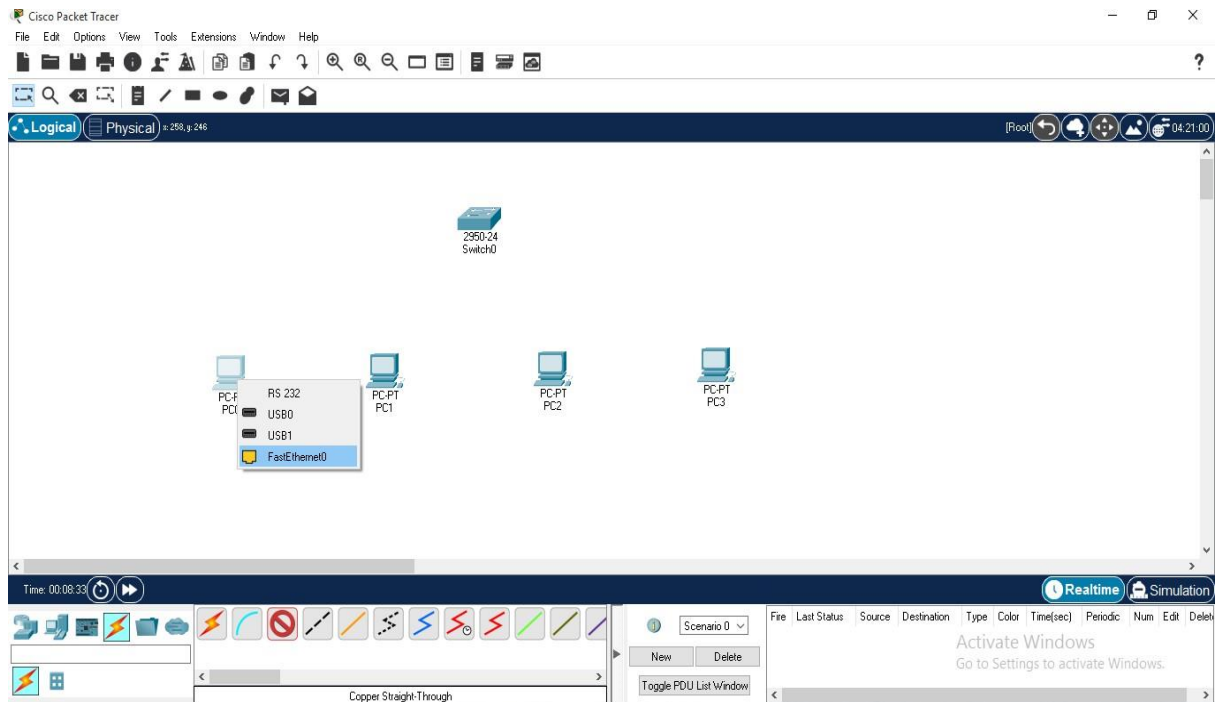 Cisco Packet Tracer
File Edit Options View Tools Extensions Window Help
?
Logical Physical x: 258, y: 246 [Root] 04:21:00
2950-24
Switch0
PC-P
PC0
RS 232
USB0
USB1
FastEthernet0
PC-PT
PC1
PC-PT
PC2
PC-PT
PC3
Time: 00:08:33 Realtime Simulation
Scenario 0
New Delete
Toggle PDU List Window
Fire Last Status Source Destination Type Color Time(sec) Periodic Num Edit Delet
Activate Windows
Go to Settings to activate Windows.
Copper Straight-Through